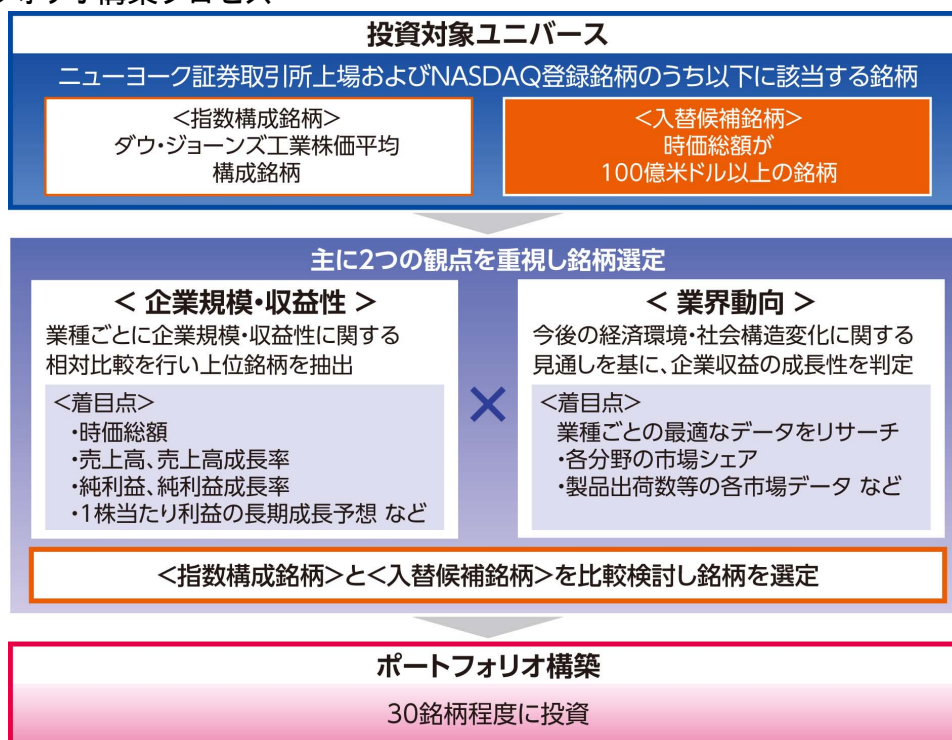 投資対象ユニバース
ニューヨーク証券取引所上場およびNASDAQ登録銘柄のうち以下に該当する銘柄
＜指数構成銘柄＞
ダウ・ジョーンズ工業株価平均
構成銘柄
＜入替候補銘柄＞
時価総額が
100億米ドル以上の銘柄
主に2つの観点を重視し銘柄選定
＜ 企業規模・収益性 ＞
業種ごとに企業規模・収益性に関する
相対比較を行い上位銘柄を抽出
＜着目点＞
・時価総額
・売上高、売上高成長率
・純利益、純利益成長率
・1株当たり利益の長期成長予想 など
×
＜ 業界動向 ＞
今後の経済環境・社会構造変化に関する
見通しを基に、企業収益の成長性を判定
＜着目点＞
業種ごとの最適なデータをリサーチ
・各分野の市場シェア
・製品出荷数等の各市場データ など
＜指数構成銘柄＞と＜入替候補銘柄＞を比較検討し銘柄を選定
ポートフォリオ構築
30銘柄程度に投資